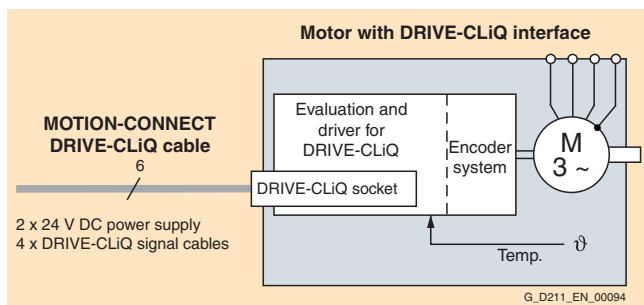 Motor with DRIVE-CLiQ interface
MOTION-CONNECT
DRIVE-CLiQ cable
6
2 x 24 V DC power supply
4 x DRIVE-CLiQ signal cables
Evaluation and
driver for
DRIVE-CLiQ
Encoder
system
DRIVE-CLiQ socket
M
3 ~
Temp.
ϑ
G_D211_EN_00094